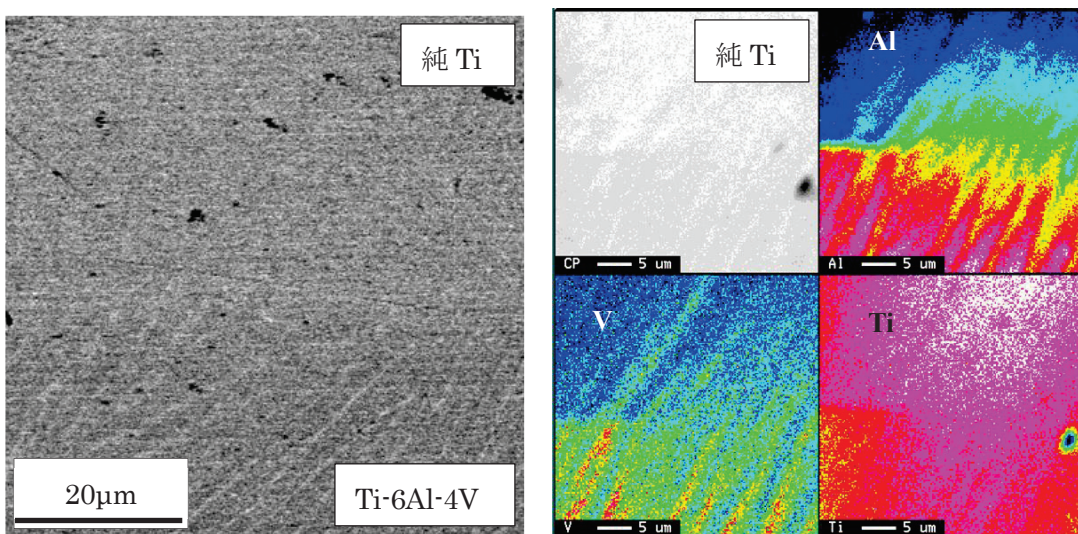 純 Ti
20μm
Ti-6Al-4V
純 Ti
CP 5 um
Al
Al 5 um
V
V 5 um
Ti
Ti 5 um